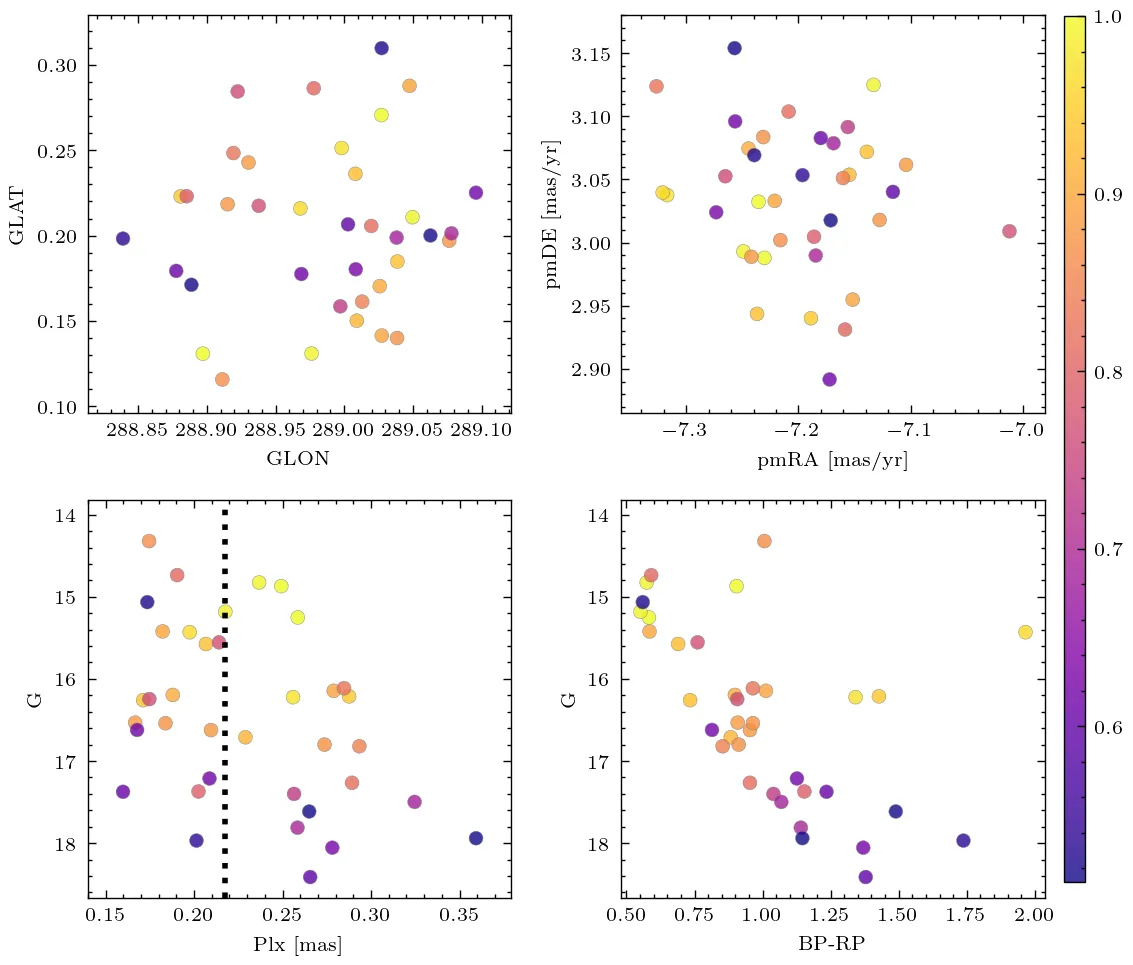 GLAT
0.30
0.25
0.20
0.15
0.10
288.85 288.90 288.95 289.00 289.05 289.10
GLON
pmDE [mas/yr]
3.15
3.10
3.05
3.00
2.95
2.90
−7.3 −7.2 −7.1 −7.0
pmRA [mas/yr]
1.0
0.9
0.8
0.7
0.6
G
14
15
16
17
18
0.15 0.20 0.25 0.30 0.35
Plx [mas]
G
14
15
16
17
18
0.50 0.75 1.00 1.25 1.50 1.75 2.00
BP-RP